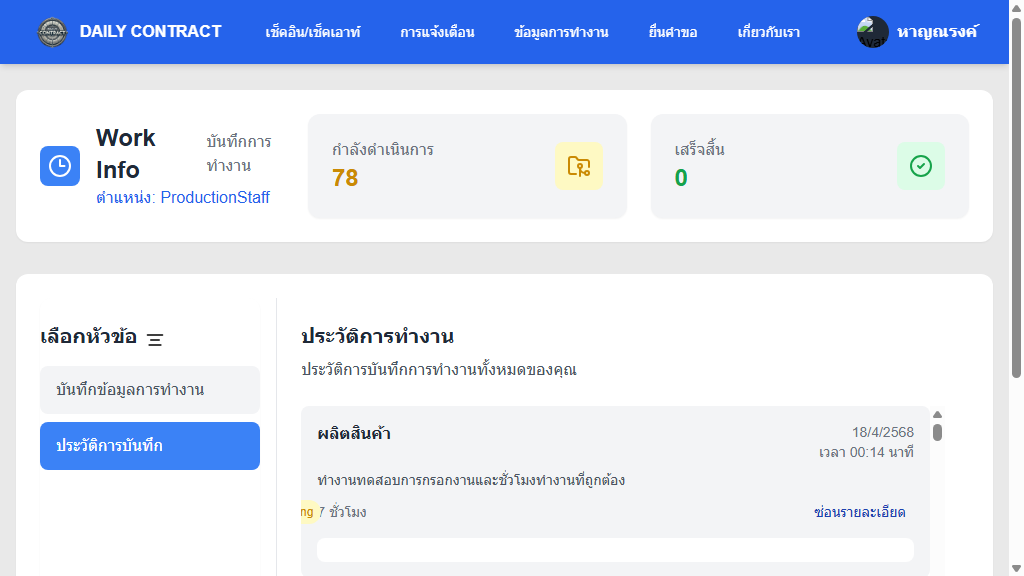 DAILY CONTRACT
เช็คอิน/เช็คเอาท์
การแจ้งเตือน
ข้อมูลการทำงาน
ยื่นคำขอ
เกี่ยวกับเรา
หาญณรงค์
Work
Info
บันทึกการ
ทำงาน
ตำแหน่ง: ProductionStaff
กำลังดำเนินการ
78
เสร็จสิ้น
0
เลือกหัวข้อ
บันทึกข้อมูลการทำงาน
ประวัติการบันทึก
ประวัติการทำงาน
ประวัติการบันทึกการทำงานทั้งหมดของคุณ
ผลิตสินค้า
18/4/2568
เวลา 00:14 นาที
ทำงานทดสอบการกรอกงานและชั่วโมงทำงานที่ถูกต้อง
ng 7 ชั่วโมง
ซ่อนรายละเอียด